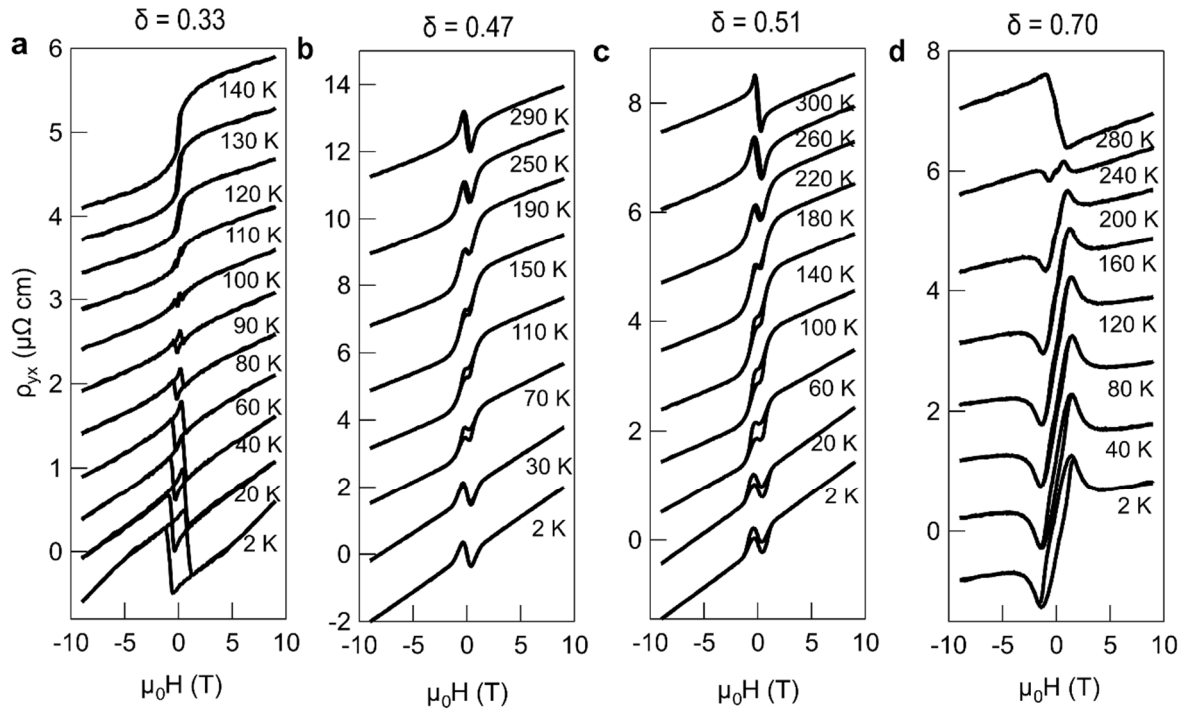 δ = 0.33
δ = 0.47
δ = 0.51
δ = 0.70
a
b
c
d
ρyx (μΩ cm)
6
5
4
3
2
1
0
140 K
130 K
120 K
110 K
100 K
90 K
80 K
60 K
40 K
20 K
2 K
-10
-5
0
5
10
μ₀H (T)
14
12
10
8
6
4
2
0
-2
290 K
250 K
190 K
150 K
110 K
70 K
30 K
2 K
-10
-5
0
5
10
μ₀H (T)
8
6
4
2
0
300 K
260 K
220 K
180 K
140 K
100 K
60 K
20 K
2 K
-10
-5
0
5
10
μ₀H (T)
8
6
4
2
0
280 K
240 K
200 K
160 K
120 K
80 K
40 K
2 K
-10
-5
0
5
10
μ₀H (T)